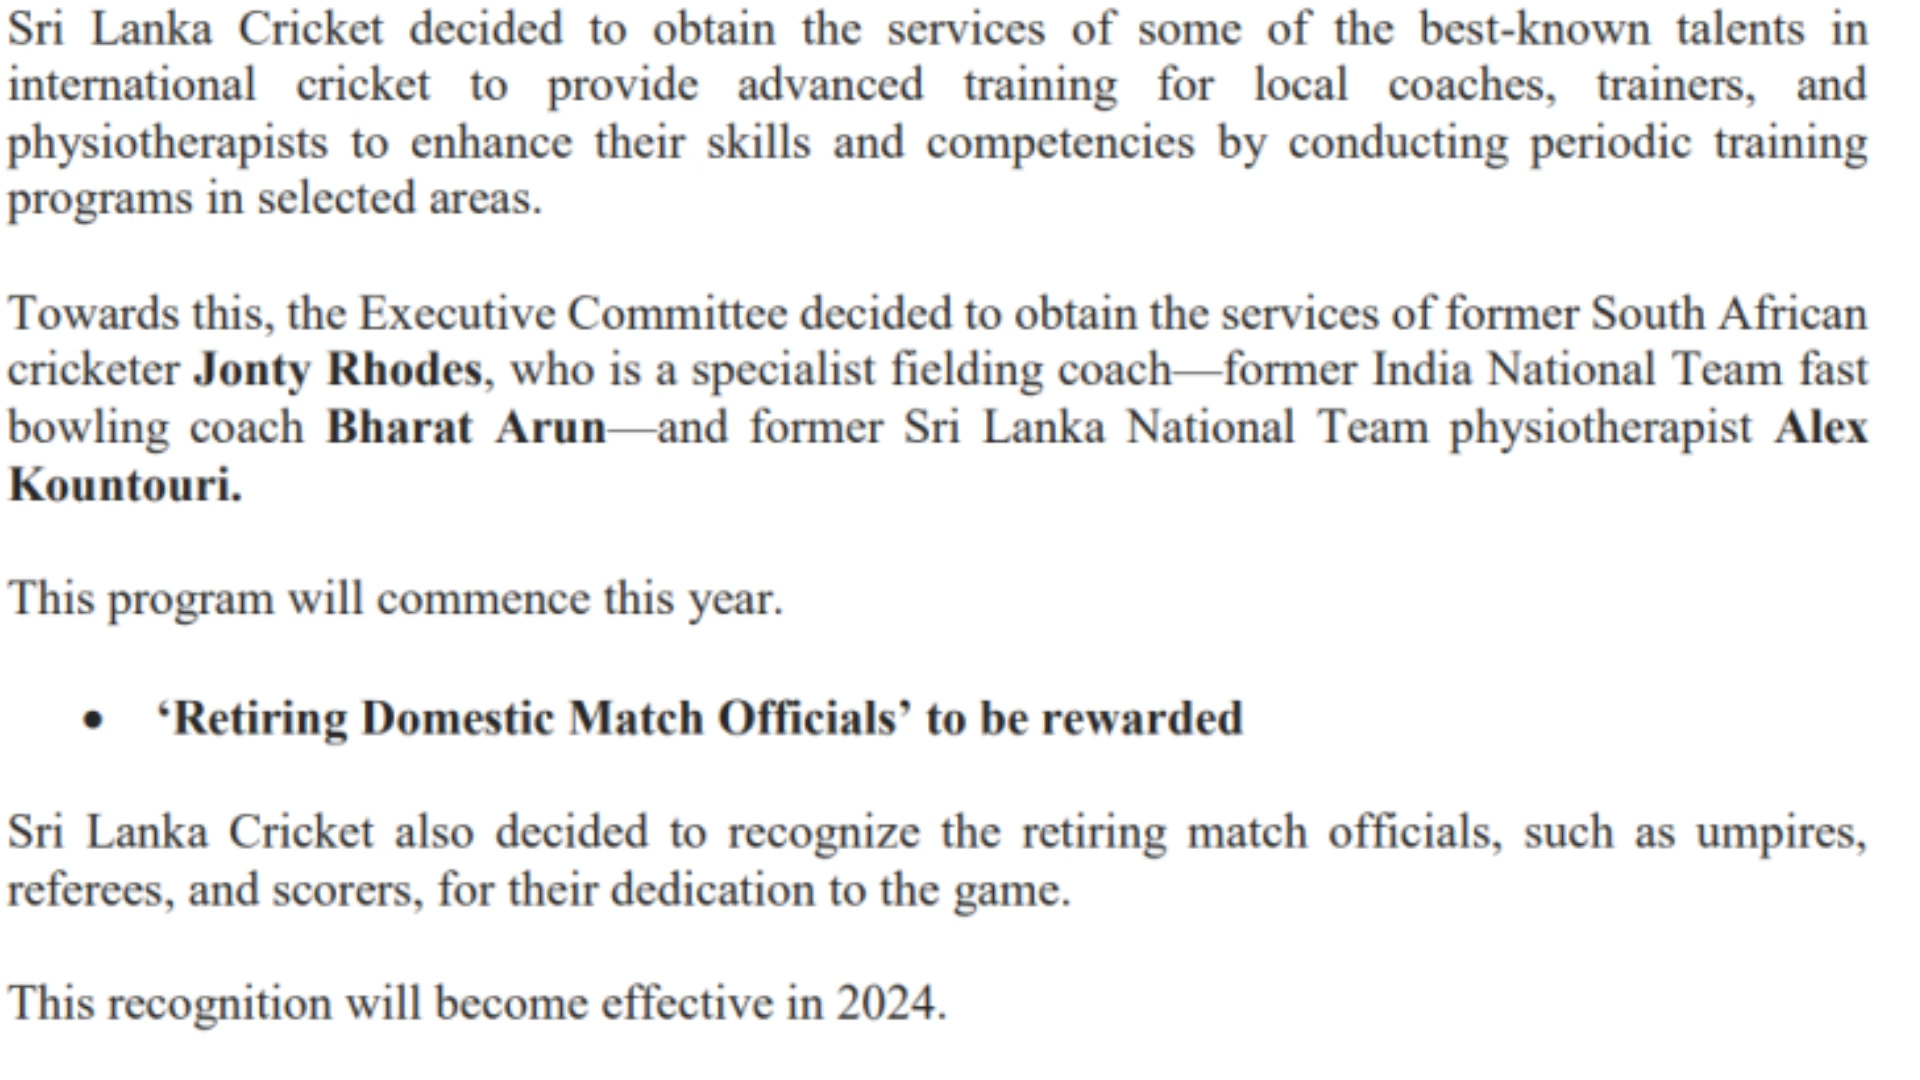 Sri Lanka Cricket decided to obtain the services of some of the best-known talents in
international cricket to provide advanced training for local coaches, trainers, and
physiotherapists to enhance their skills and competencies by conducting periodic training
programs in selected areas.
Towards this, the Executive Committee decided to obtain the services of former South African
cricketer Jonty Rhodes, who is a specialist fielding coach—former India National Team fast
bowling coach Bharat Arun—and former Sri Lanka National Team physiotherapist Alex
Kountouri.
This program will commence this year.
• ‘Retiring Domestic Match Officials’ to be rewarded
Sri Lanka Cricket also decided to recognize the retiring match officials, such as umpires,
referees, and scorers, for their dedication to the game.
This recognition will become effective in 2024.